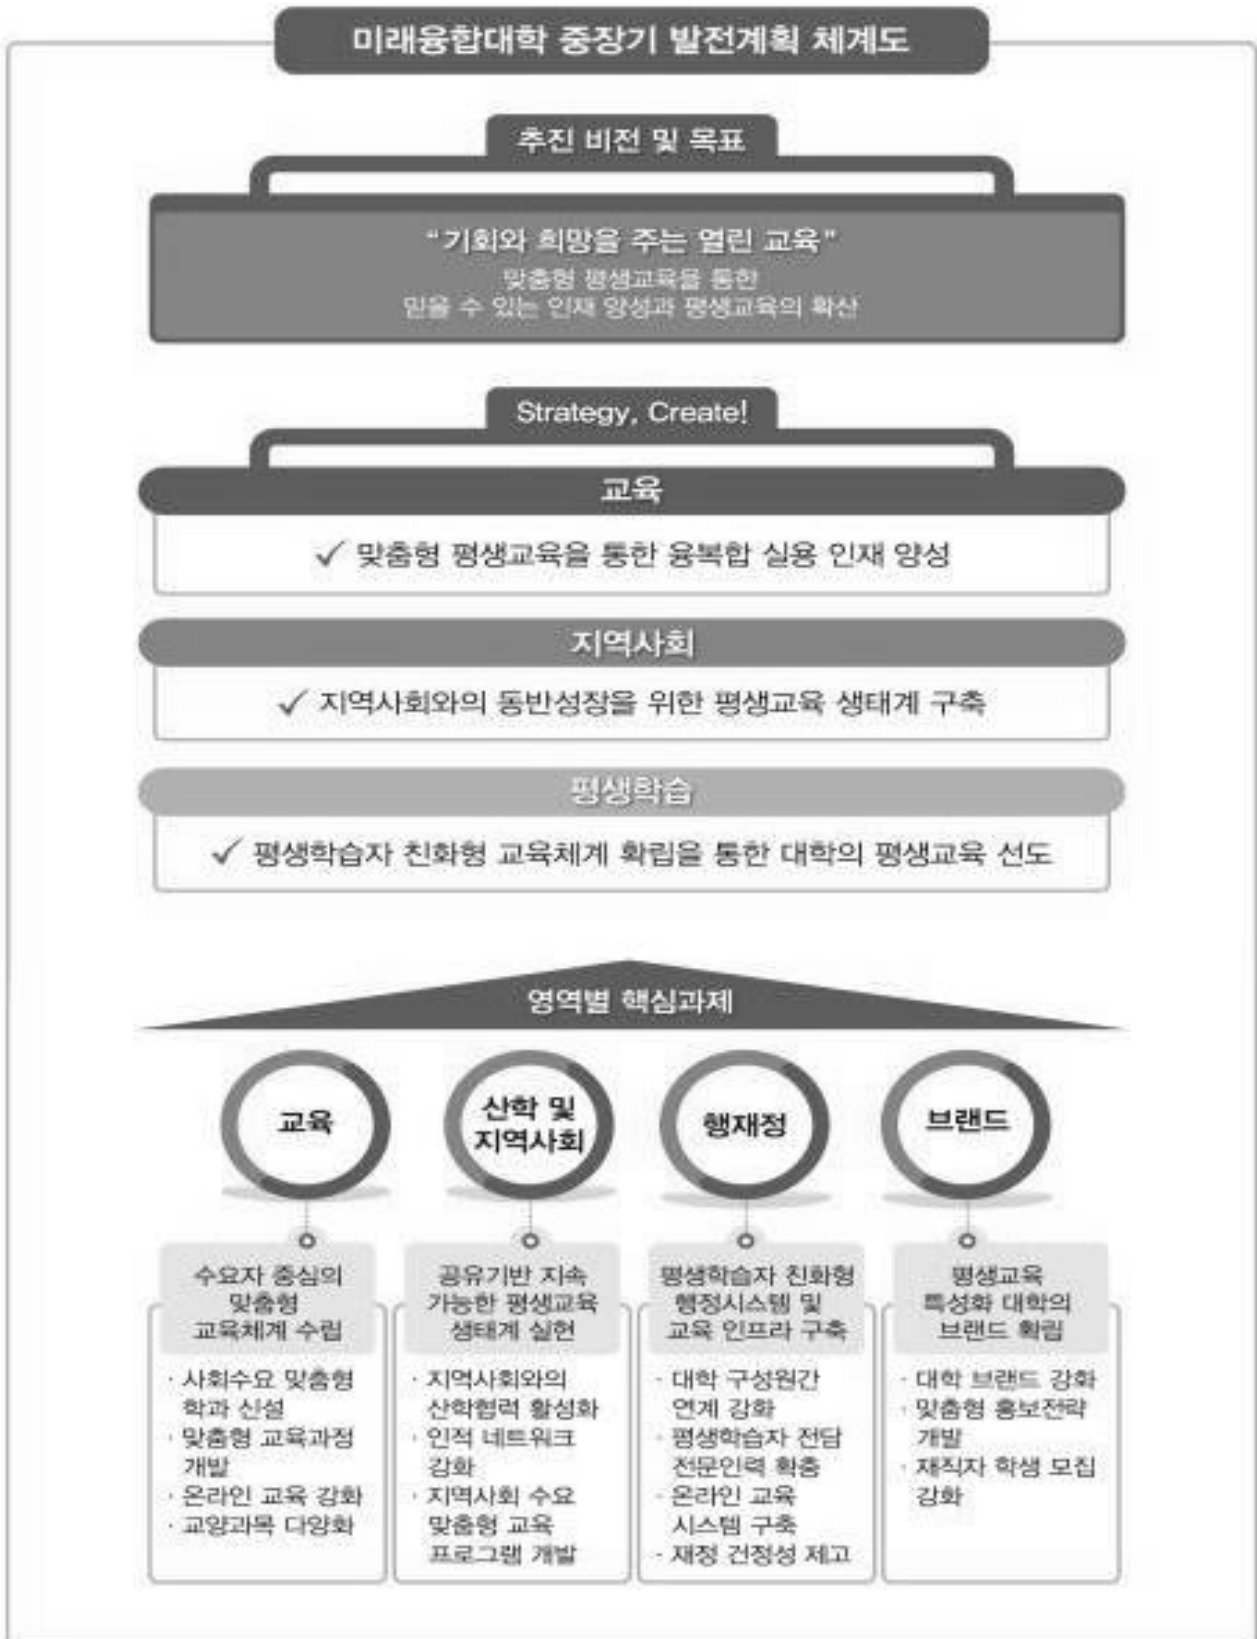 미래융합대학 중장기 발전계획 체계도
추진 비전 및 목표
“기회와 희망을 주는 열린 교육”
맞춤형 평생교육을 통한
믿을 수 있는 인재 양성과 평생교육의 확산
Strategy, Create!
교육
✓ 맞춤형 평생교육을 통한 융복합 실용 인재 양성
지역사회
✓ 지역사회와의 동반성장을 위한 평생교육 생태계 구축
평생학습
✓ 평생학습자 친화형 교육체계 확립을 통한 대학의 평생교육 선도
영역별 핵심과제
교육
수요자 중심의
맞춤형
교육체계 수립
· 사회수요 맞춤형
학과 신설
· 맞춤형 교육과정
개발
· 온라인 교육 강화
· 교양과목 다양화
산학 및
지역사회
공유기반 지속
가능한 평생교육
생태계 실현
· 지역사회와의
산학협력 활성화
· 인적 네트워크
강화
· 지역사회 수요
맞춤형 교육
프로그램 개발
행재정
평생학습자 친화형
행정시스템 및
교육 인프라 구축
· 대학 구성원간
연계 강화
· 평생학습자 전담
전문인력 확충
· 온라인 교육
시스템 구축
· 재정 건정성 제고
브랜드
평생교육
특성화 대학의
브랜드 확립
· 대학 브랜드 강화
· 맞춤형 홍보전략
개발
· 재직자 학생 모집
강화